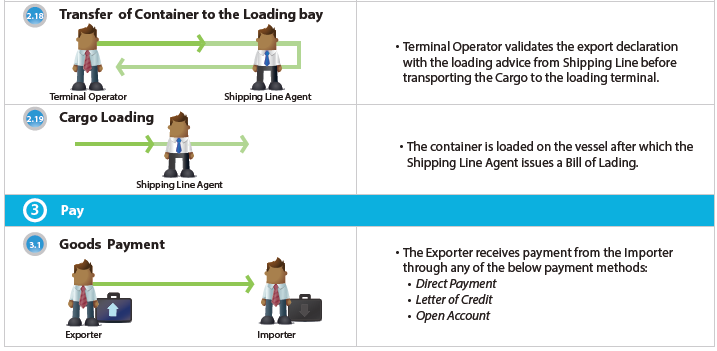 2.18 Transfer of Container to the Loading bay
Terminal Operator
Shipping Line Agent
• Terminal Operator validates the export declaration
with the loading advice from Shipping Line before
transporting the Cargo to the loading terminal.
2.19 Cargo Loading
Shipping Line Agent
• The container is loaded on the vessel after which the
Shipping Line Agent issues a Bill of Lading.
3 Pay
3.1 Goods Payment
Exporter
Importer
• The Exporter receives payment from the Importer
through any of the below payment methods:
• Direct Payment
• Letter of Credit
• Open Account